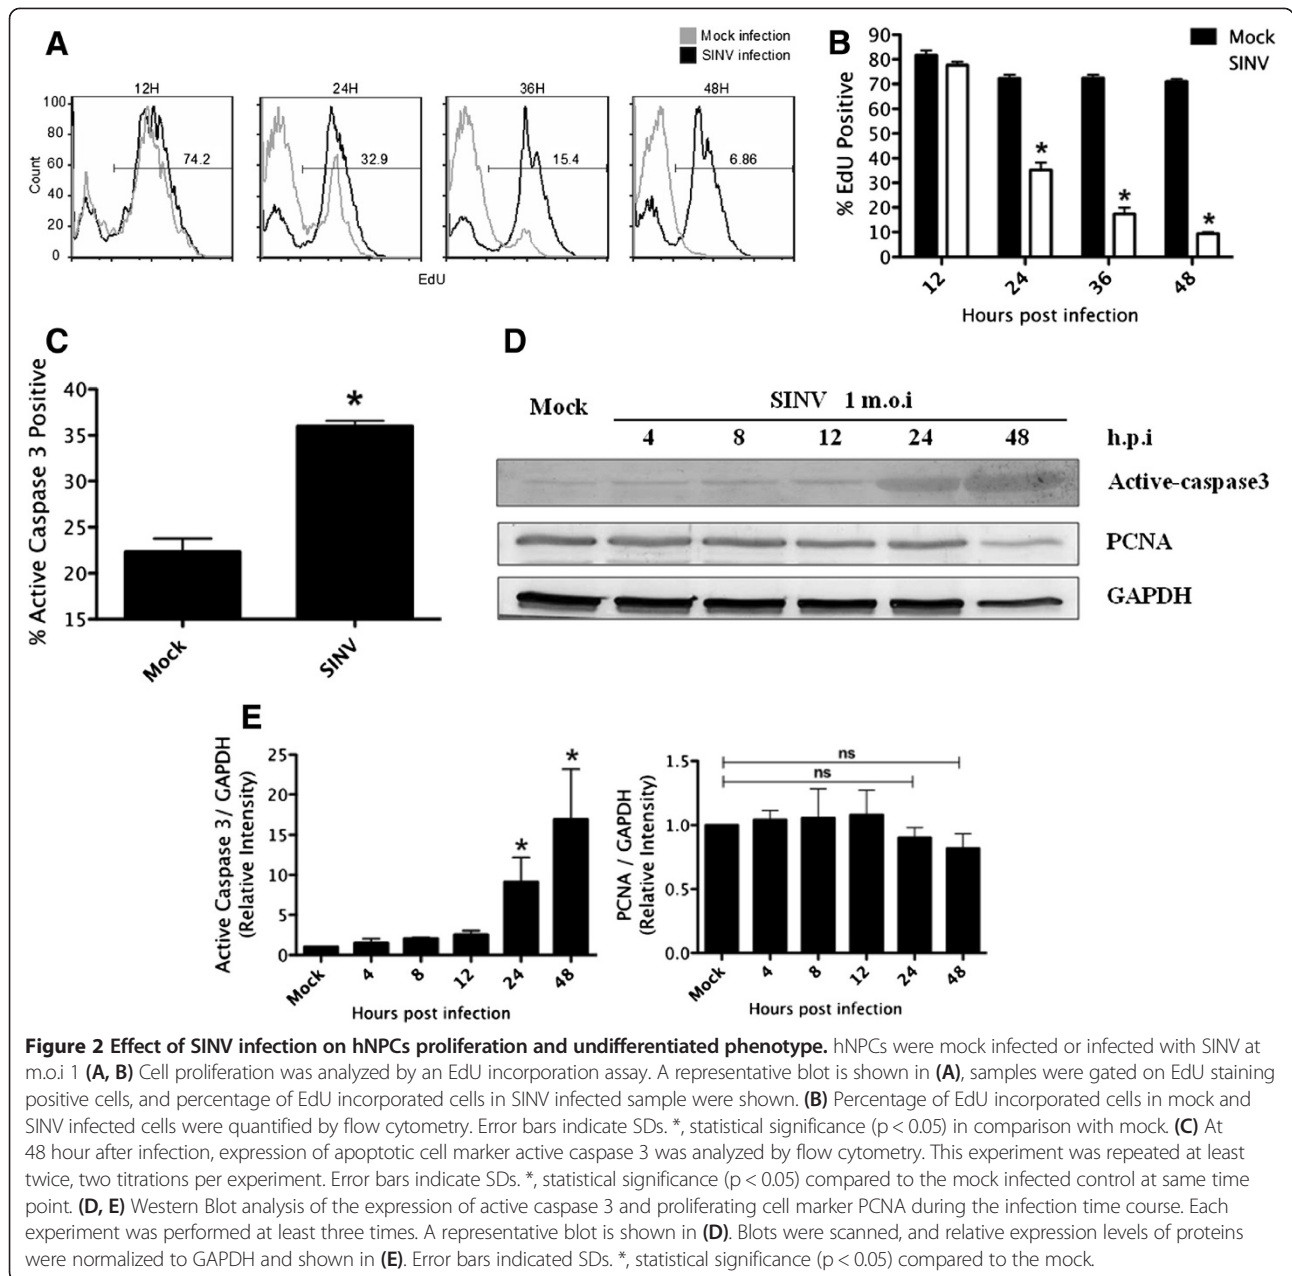 A
Mock infection
SINV infection
12H
24H
36H
48H
100
80
60
40
20
0
Count
74.2
32.9
15.4
6.86
EdU
B
Mock
SINV
90
80
70
60
50
40
30
20
10
0
% EdU Positive
*
*
*
12
24
36
48
Hours post infection
C
40
35
30
25
20
15
% Active Caspase 3 Positive
*
Mock
SINV
D
Mock
SINV 1 m.o.i
4 8 12 24 48 h.p.i
Active-caspase3
PCNA
GAPDH
E
25
20
15
10
5
0
Active Caspase 3/ GAPDH
(Relative Intensity)
*
*
Mock 4 8 12 24 48
Hours post infection
1.5
1.0
0.5
0.0
PCNA / GAPDH
(Relative Intensity)
ns
ns
Mock 4 8 12 24 48
Hours post infection
Figure 2 Effect of SINV infection on hNPCs proliferation and undifferentiated phenotype. hNPCs were mock infected or infected with SINV at
m.o.i 1 (A, B) Cell proliferation was analyzed by an EdU incorporation assay. A representative blot is shown in (A), samples were gated on EdU staining
positive cells, and percentage of EdU incorporated cells in SINV infected sample were shown. (B) Percentage of EdU incorporated cells in mock and
SINV infected cells were quantified by flow cytometry. Error bars indicate SDs. *, statistical significance (p < 0.05) in comparison with mock. (C) At
48 hour after infection, expression of apoptotic cell marker active caspase 3 was analyzed by flow cytometry. This experiment was repeated at least
twice, two titrations per experiment. Error bars indicate SDs. *, statistical significance (p < 0.05) compared to the mock infected control at same time
point. (D, E) Western Blot analysis of the expression of active caspase 3 and proliferating cell marker PCNA during the infection time course. Each
experiment was performed at least three times. A representative blot is shown in (D). Blots were scanned, and relative expression levels of proteins
were normalized to GAPDH and shown in (E). Error bars indicated SDs. *, statistical significance (p < 0.05) compared to the mock.